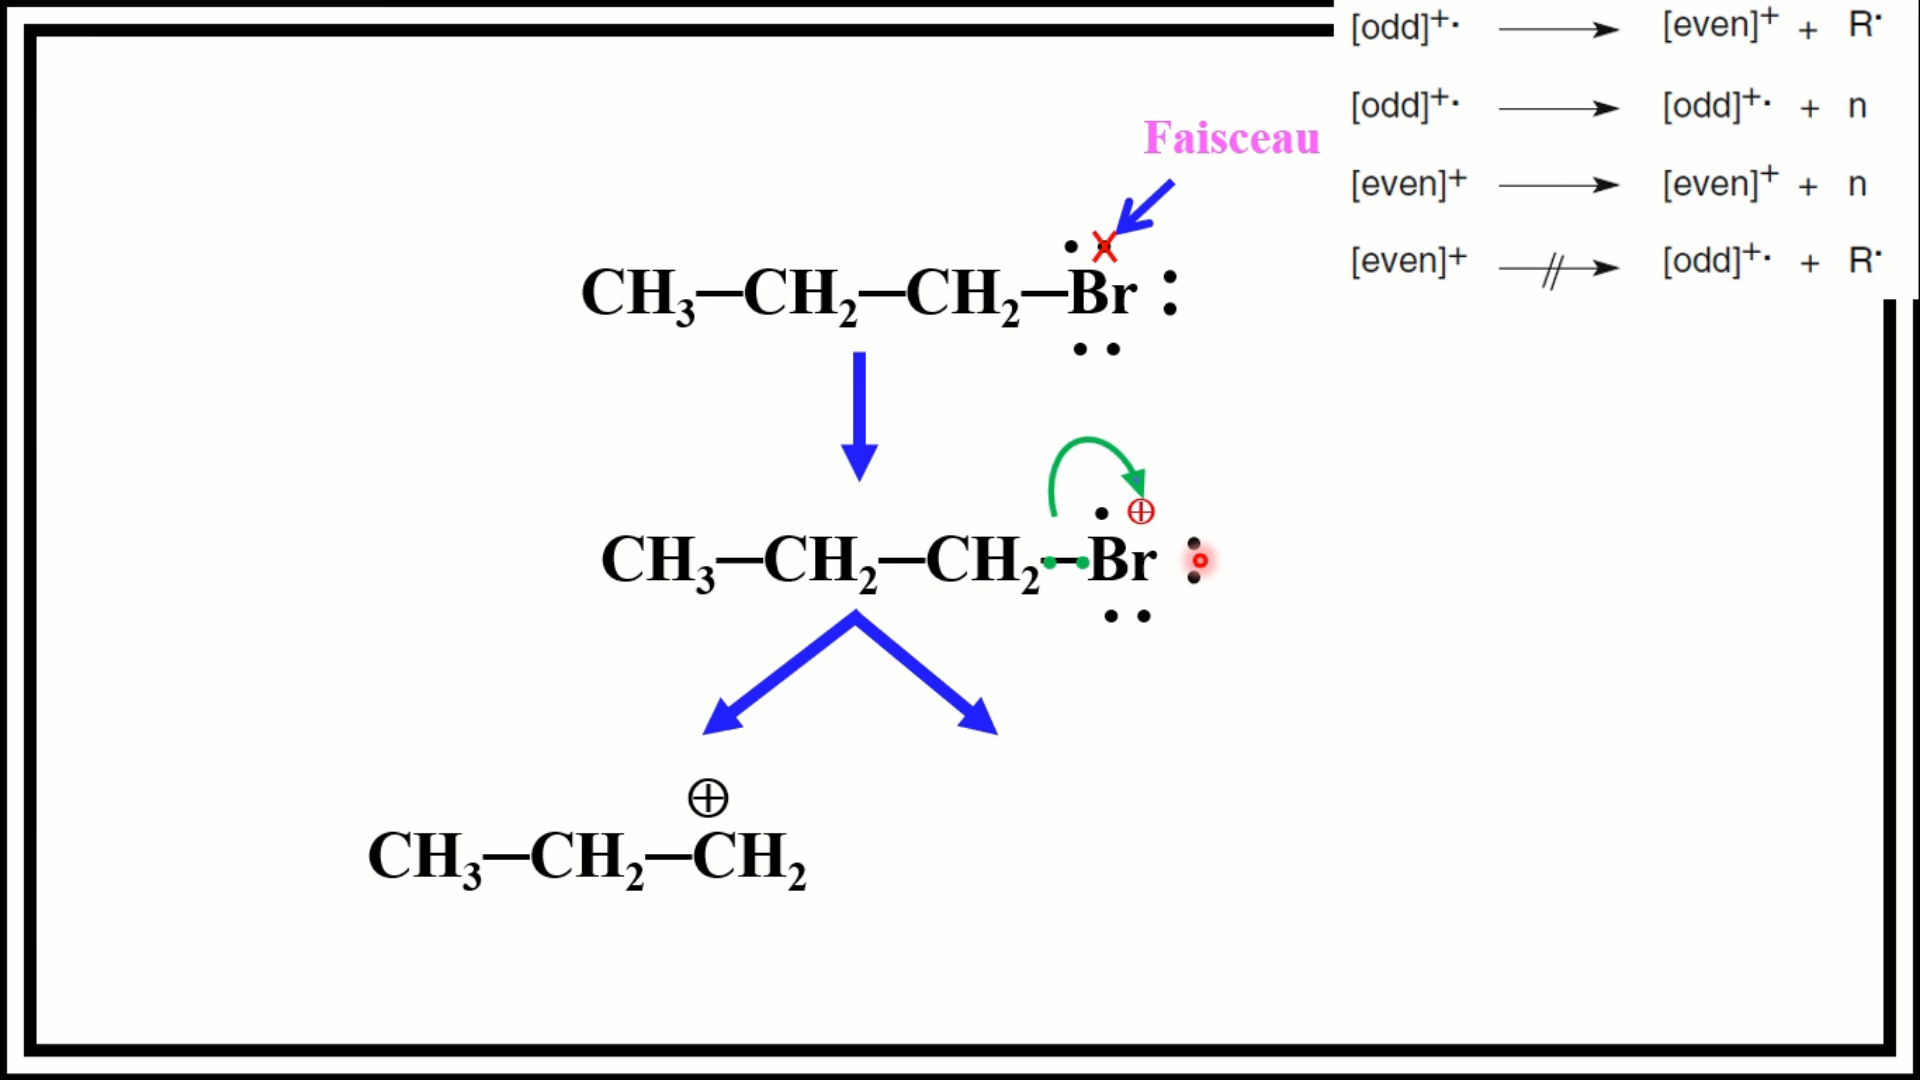 [odd]⁺· ⟶ [even]⁺ + R·
[odd]⁺· ⟶ [odd]⁺· + n
[even]⁺ ⟶ [even]⁺ + n
[even]⁺ ⟶ [odd]⁺· + R·
Faisceau
CH₃—CH₂—CH₂—Br
CH₃—CH₂—CH₂—Br
⊕
⊕
CH₃—CH₂—CH₂